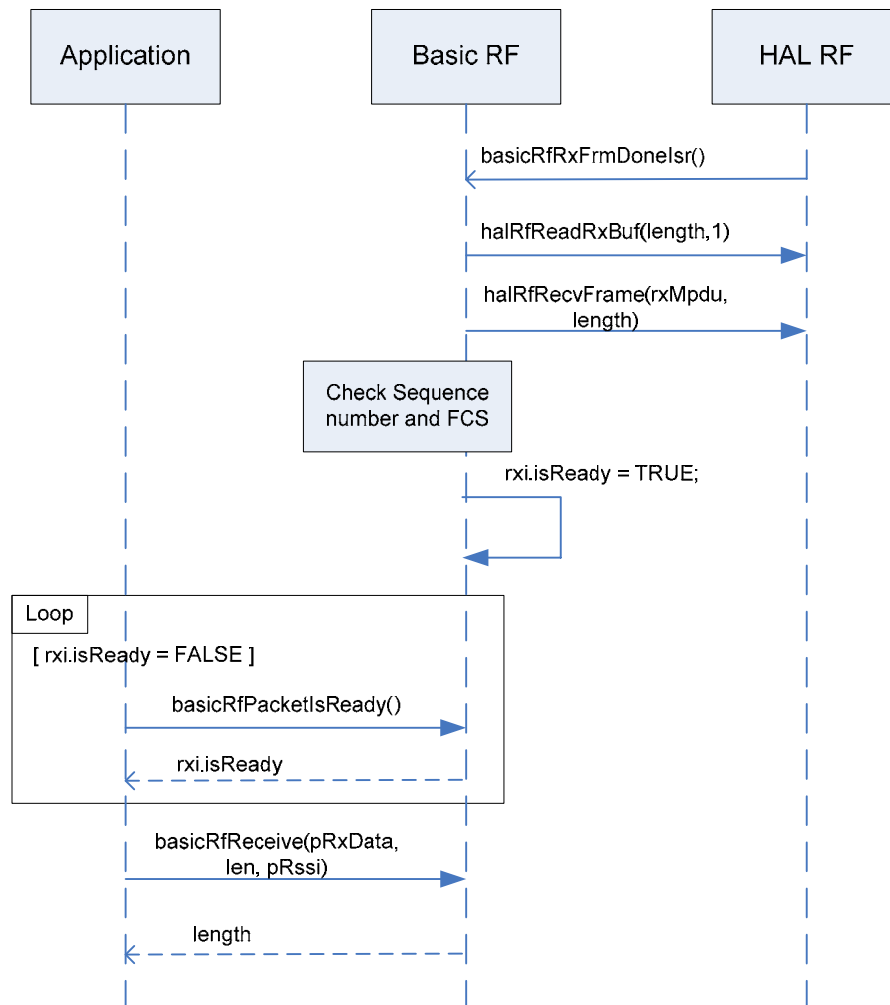 Application
Basic RF
HAL RF
basicRfRxFrmDoneIsr()
halRfReadRxBuf(length,1)
halRfRecvFrame(rxMpdu,
length)
Check Sequence
number and FCS
rxi.isReady = TRUE;
Loop
[ rxi.isReady = FALSE ]
basicRfPacketIsReady()
rxi.isReady
basicRfReceive(pRxData,
len, pRssi)
length